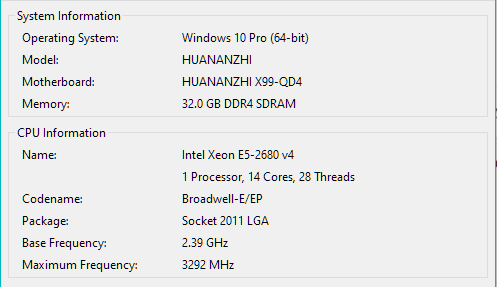 System Information
Operating System: Windows 10 Pro (64-bit)
Model: HUANANZHI
Motherboard: HUANANZHI X99-QD4
Memory: 32.0 GB DDR4 SDRAM
CPU Information
Name: Intel Xeon E5-2680 v4
1 Processor, 14 Cores, 28 Threads
Codename: Broadwell-E/EP
Package: Socket 2011 LGA
Base Frequency: 2.39 GHz
Maximum Frequency: 3292 MHz